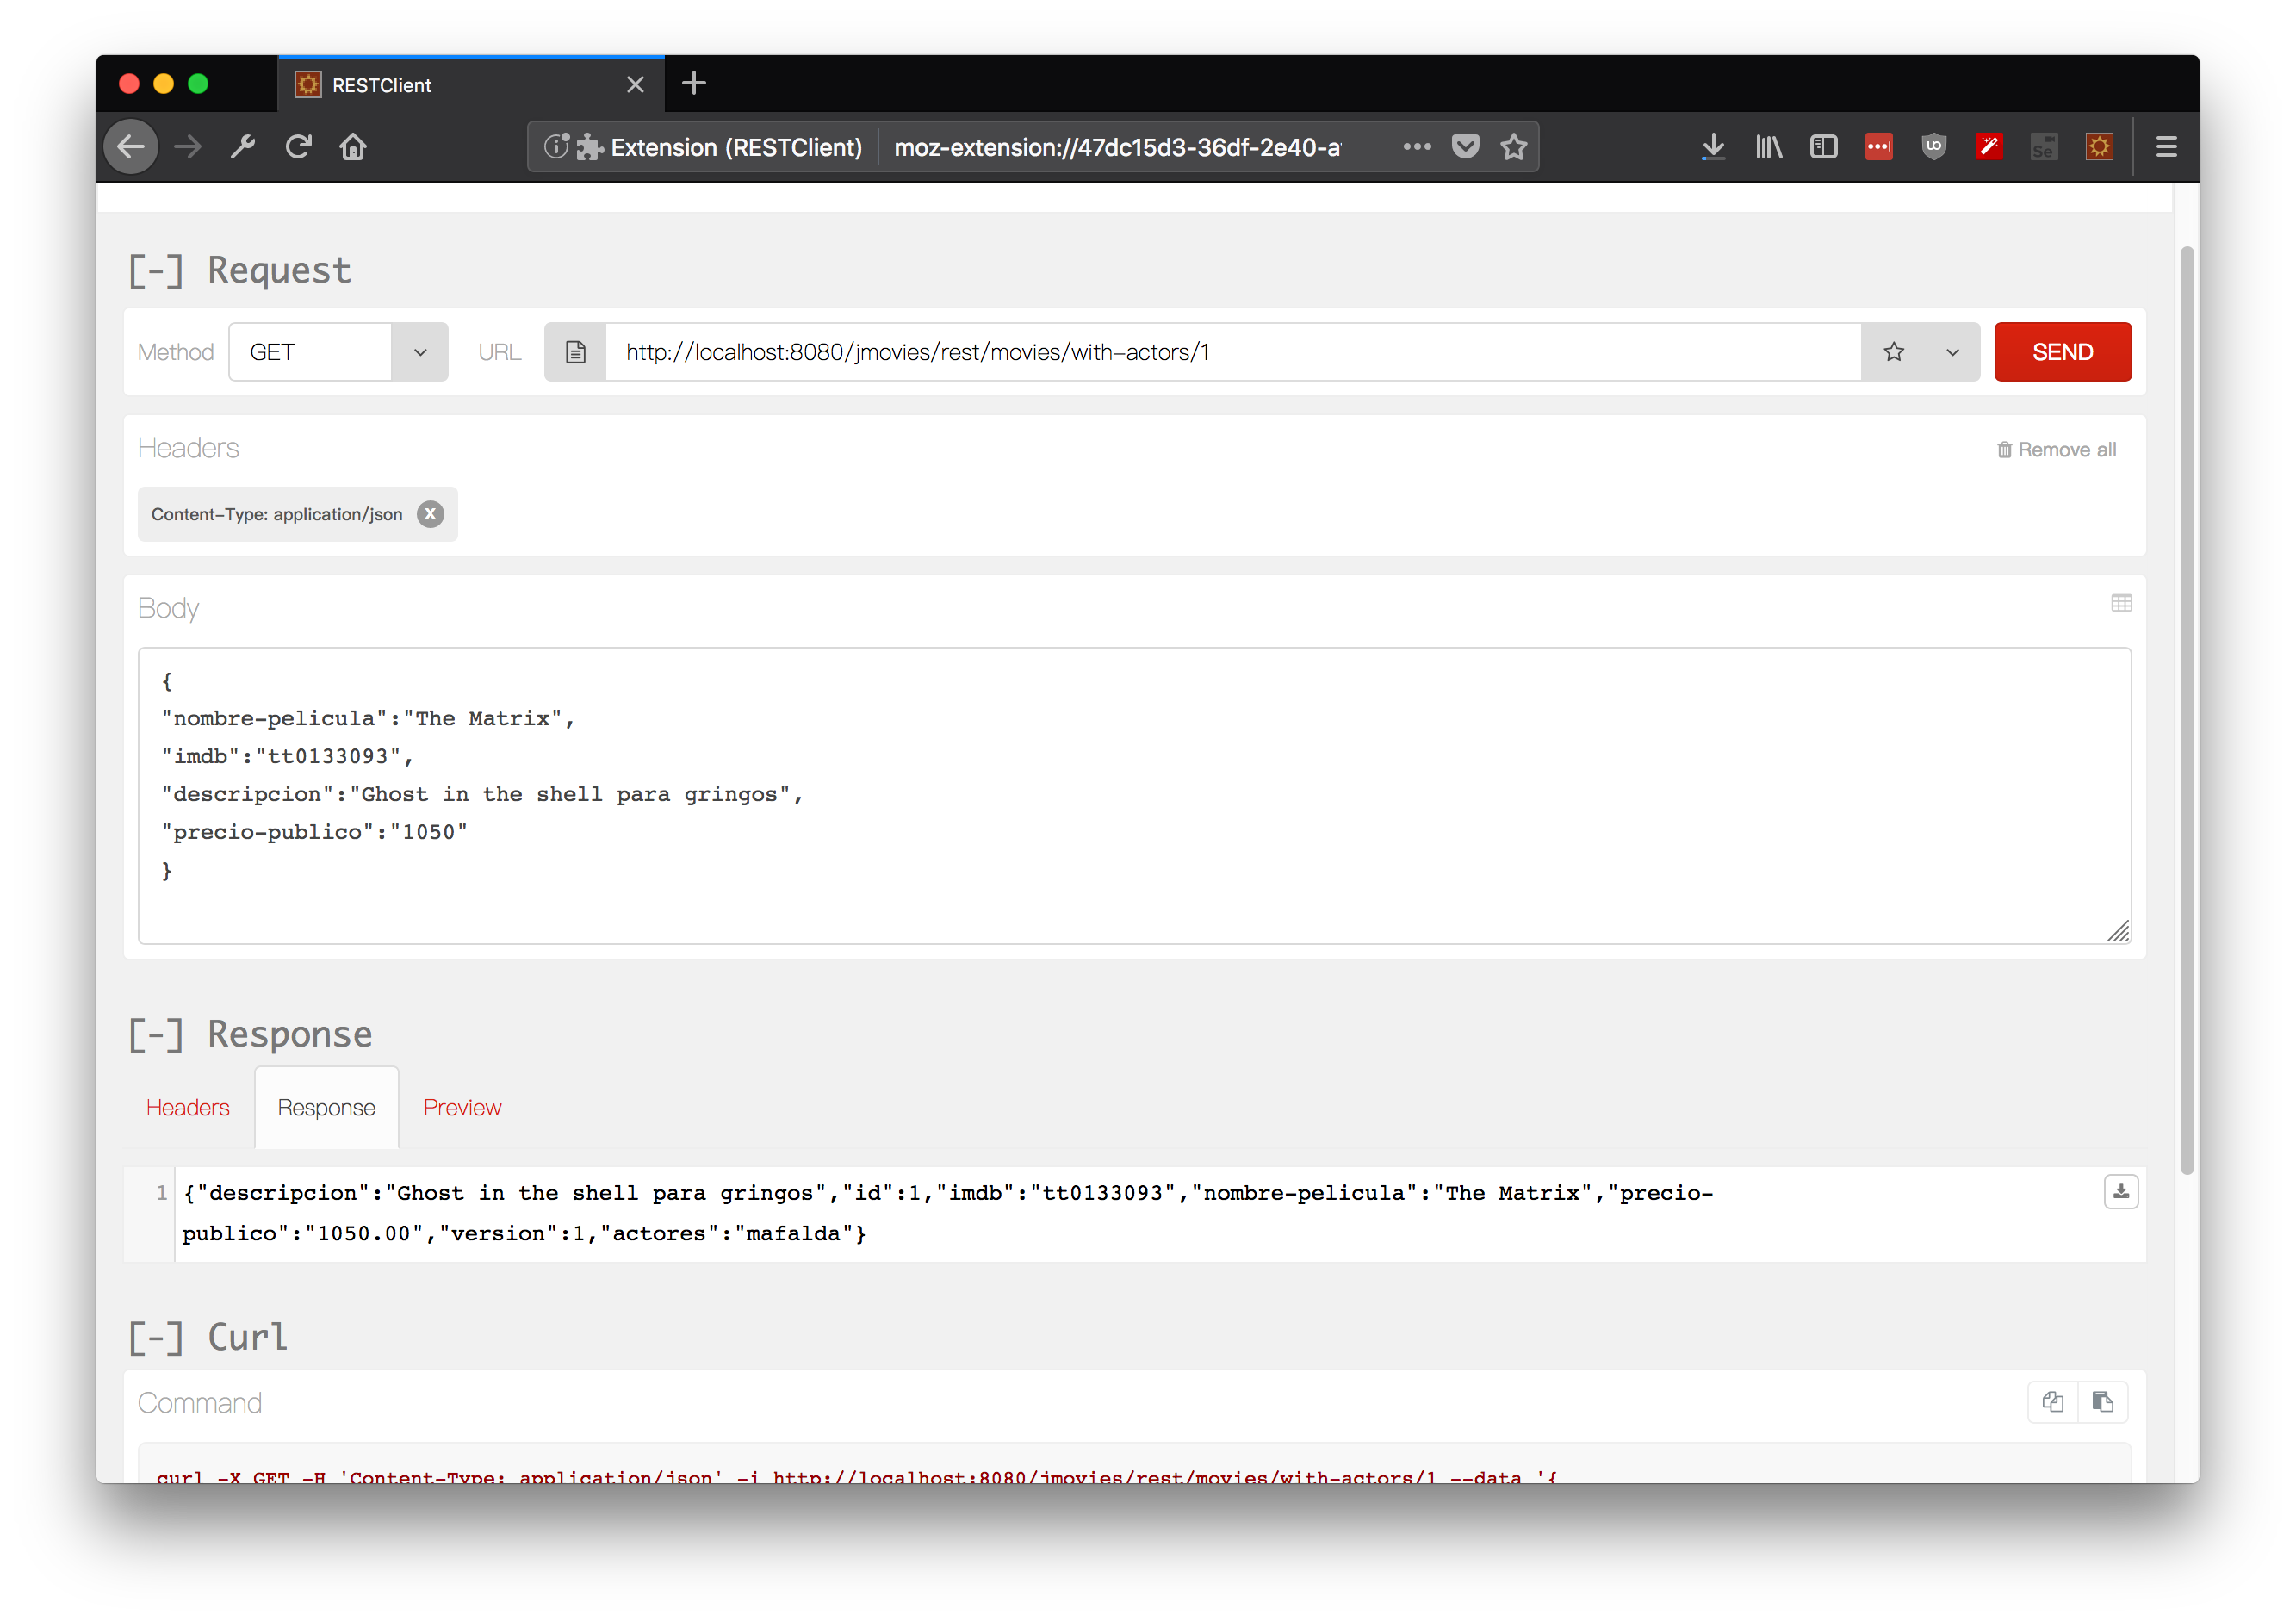 RESTClient
Extension (RESTClient) moz-extension://47dc15d3-36df-2e40-a
[-] Request
Method GET URL http://localhost:8080/jmovies/rest/movies/with-actors/1 SEND
Headers Remove all
Content-Type: application/json x
Body
{
"nombre-pelicula":"The Matrix",
"imdb":"tt0133093",
"descripcion":"Ghost in the shell para gringos",
"precio-publico":"1050"
}
[-] Response
Headers Response Preview
1 {"descripcion":"Ghost in the shell para gringos","id":1,"imdb":"tt0133093","nombre-pelicula":"The Matrix","precio-
publico":"1050.00","version":1,"actores":"mafalda"}
[-] Curl
Command
curl -X GET -H 'Content-Type: application/json' -i http://localhost:8080/jmovies/rest/movies/with-actors/1 --data '{